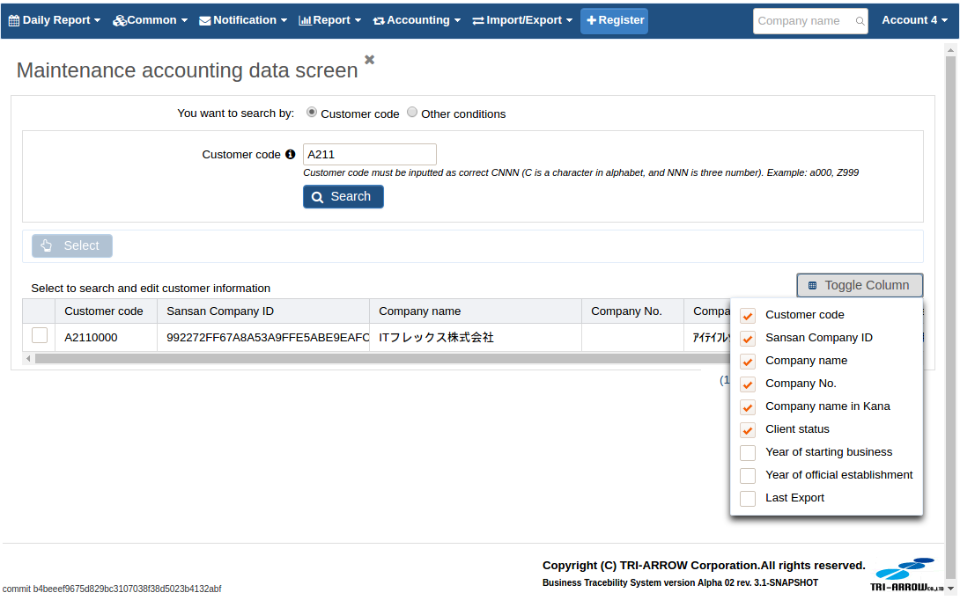 Daily Report Common Notification Report Accounting Import/Export Register Company name Account 4
Maintenance accounting data screen
You want to search by: Customer code Other conditions
Customer code A211
Customer code must be inputted as correct CNNN (C is a character in alphabet, and NNN is three number). Example: a000, Z999
Search
Select
Select to search and edit customer information
Toggle Column
Customer code Sansan Company ID Company name Company No. Compa
A2110000 992272FF67A8A53A9FFE5ABE9EAFC ITフレックス株式会社 ｱｲﾃｲﾌﾚｯ
(1
Customer code
Sansan Company ID
Company name
Company No.
Company name in Kana
Client status
Year of starting business
Year of official establishment
Last Export
Copyright (C) TRI-ARROW Corporation.All rights reserved.
Business Tracebility System version Alpha 02 rev. 3.1-SNAPSHOT
TRI-ARROW CO.,LTD
commit b4beeef9675d829bc3107038f38d5023b4132abf